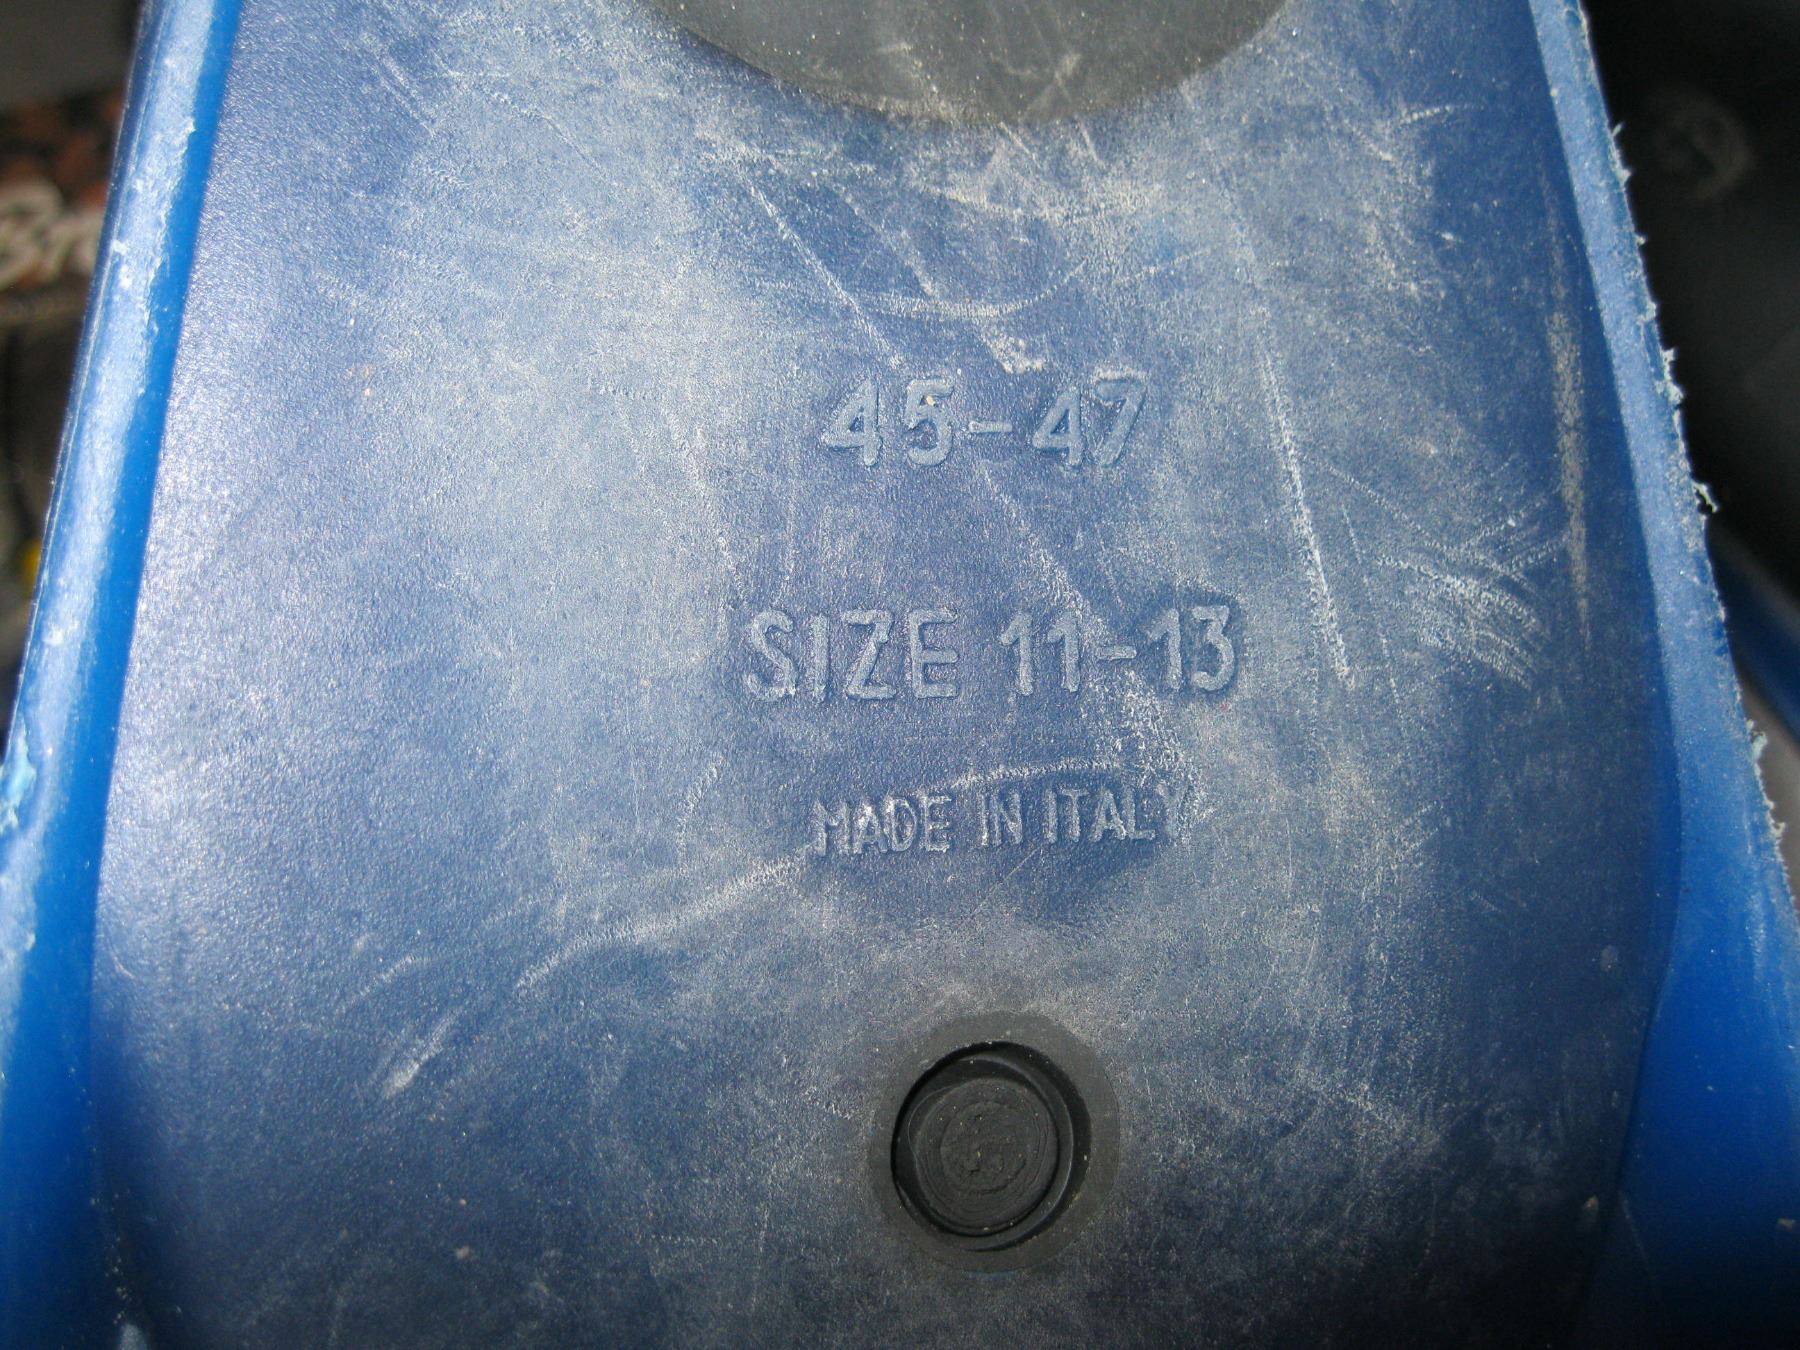 45-47
SIZE 11-13
MADE IN ITALY